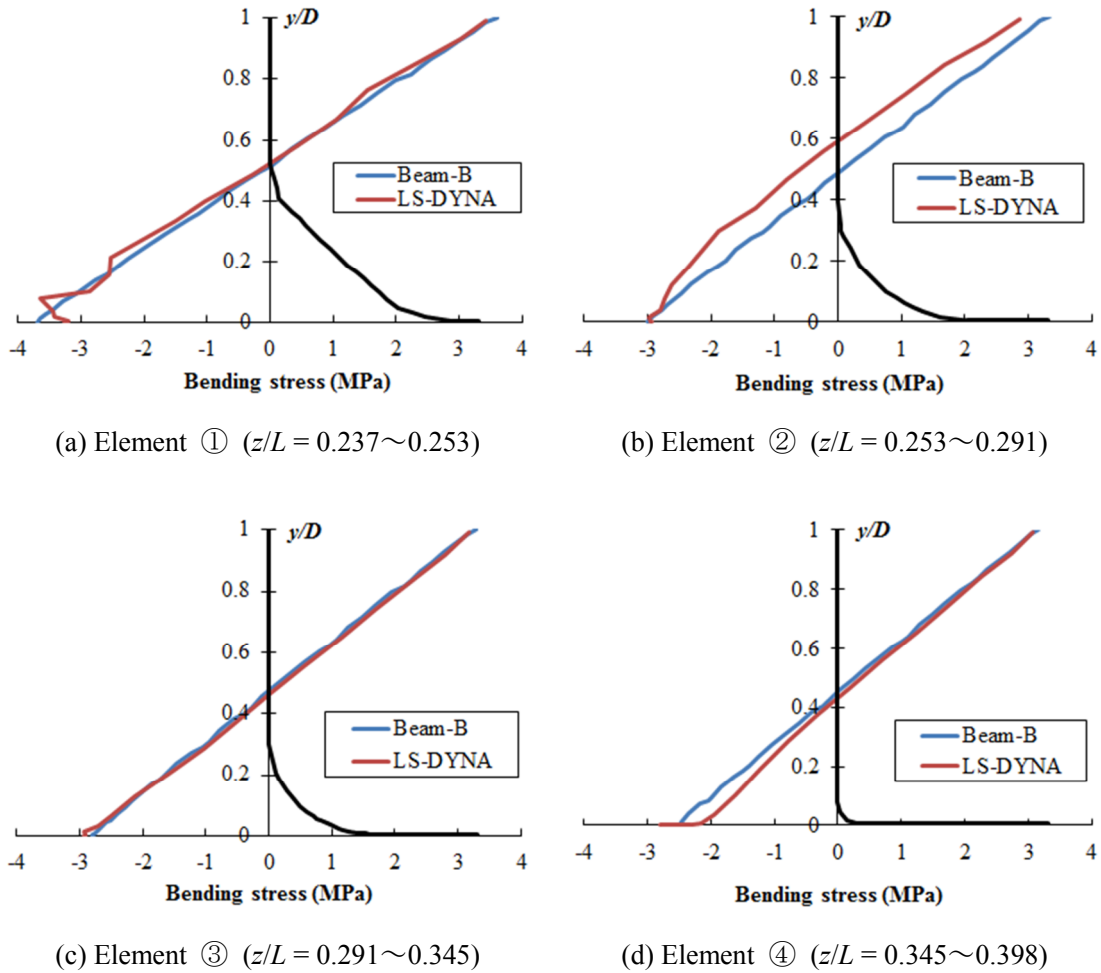 1
y/D
0.8
0.6
Beam-B
LS-DYNA
0.4
0.2
0
-4 -3 -2 -1 0 1 2 3 4
Bending stress (MPa)
(a) Element ① (z/L = 0.237~0.253)
1
y/D
0.8
0.6
Beam-B
LS-DYNA
0.4
0.2
0
-4 -3 -2 -1 0 1 2 3 4
Bending stress (MPa)
(b) Element ② (z/L = 0.253~0.291)
1
y/D
0.8
0.6
0.4
Beam-B
LS-DYNA
0.2
0
-4 -3 -2 -1 0 1 2 3 4
Bending stress (MPa)
(c) Element ③ (z/L = 0.291~0.345)
1
y/D
0.8
0.6
0.4
Beam-B
LS-DYNA
0.2
0
-4 -3 -2 -1 0 1 2 3 4
Bending stress (MPa)
(d) Element ④ (z/L = 0.345~0.398)